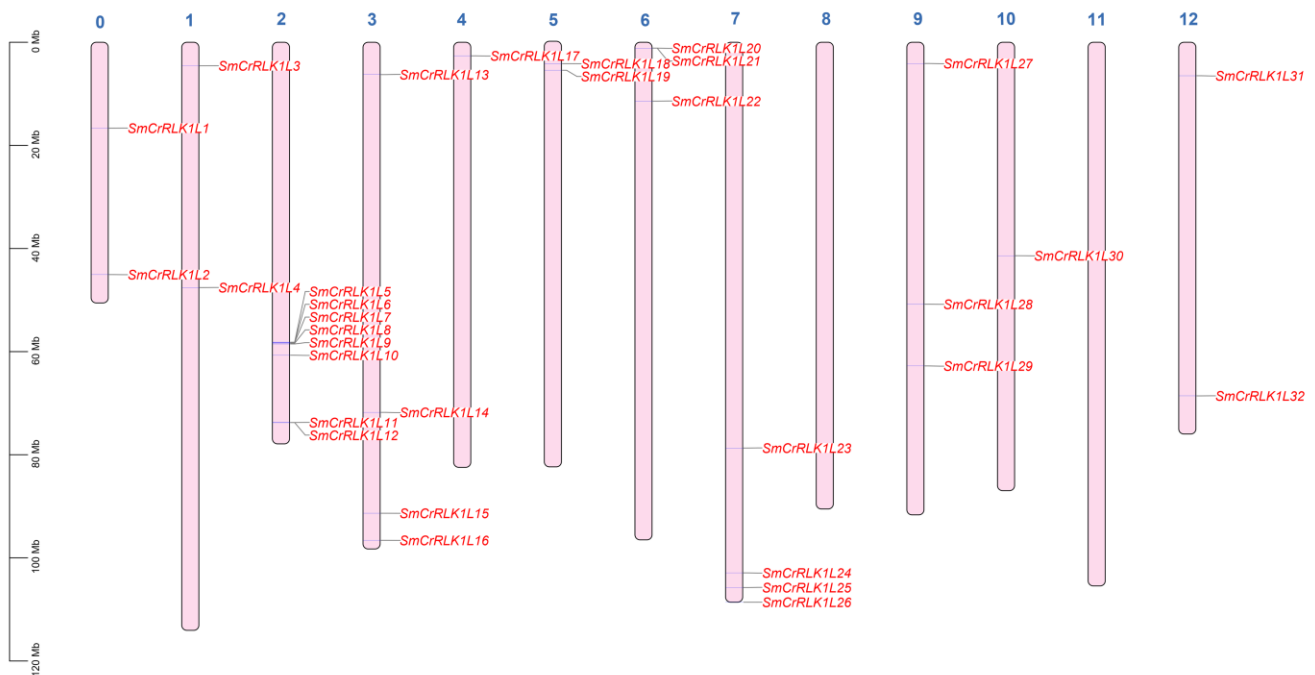 0 1 2 3 4 5 6 7 8 9 10 11 12
0 Mb
20 Mb
40 Mb
60 Mb
80 Mb
100 Mb
120 Mb
SmCrRLK1L1
SmCrRLK1L2
SmCrRLK1L3
SmCrRLK1L4
SmCrRLK1L5
SmCrRLK1L6
SmCrRLK1L7
SmCrRLK1L8
SmCrRLK1L9
SmCrRLK1L10
SmCrRLK1L11
SmCrRLK1L12
SmCrRLK1L13
SmCrRLK1L14
SmCrRLK1L15
SmCrRLK1L16
SmCrRLK1L17
SmCrRLK1L18
SmCrRLK1L19
SmCrRLK1L20
SmCrRLK1L21
SmCrRLK1L22
SmCrRLK1L23
SmCrRLK1L24
SmCrRLK1L25
SmCrRLK1L26
SmCrRLK1L27
SmCrRLK1L28
SmCrRLK1L29
SmCrRLK1L30
SmCrRLK1L31
SmCrRLK1L32